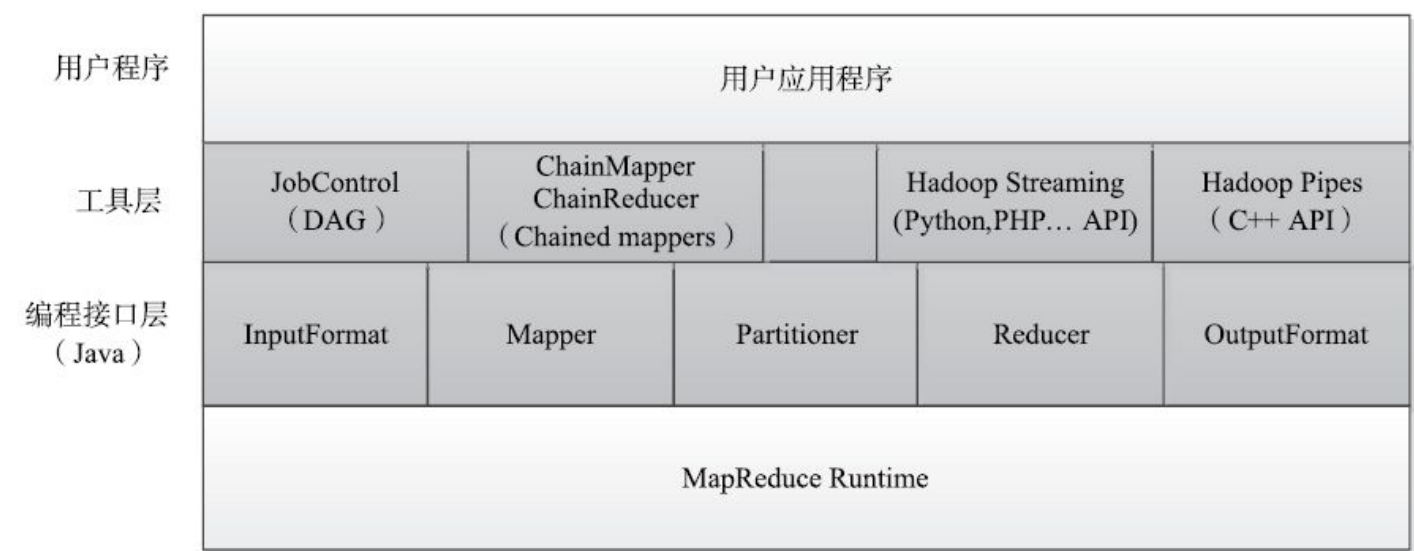 用户程序
用户应用程序
工具层
JobControl
（DAG）
ChainMapper
ChainReducer
（Chained mappers）
Hadoop Streaming
(Python,PHP… API)
Hadoop Pipes
（C++ API）
编程接口层
（Java）
InputFormat
Mapper
Partitioner
Reducer
OutputFormat
MapReduce Runtime